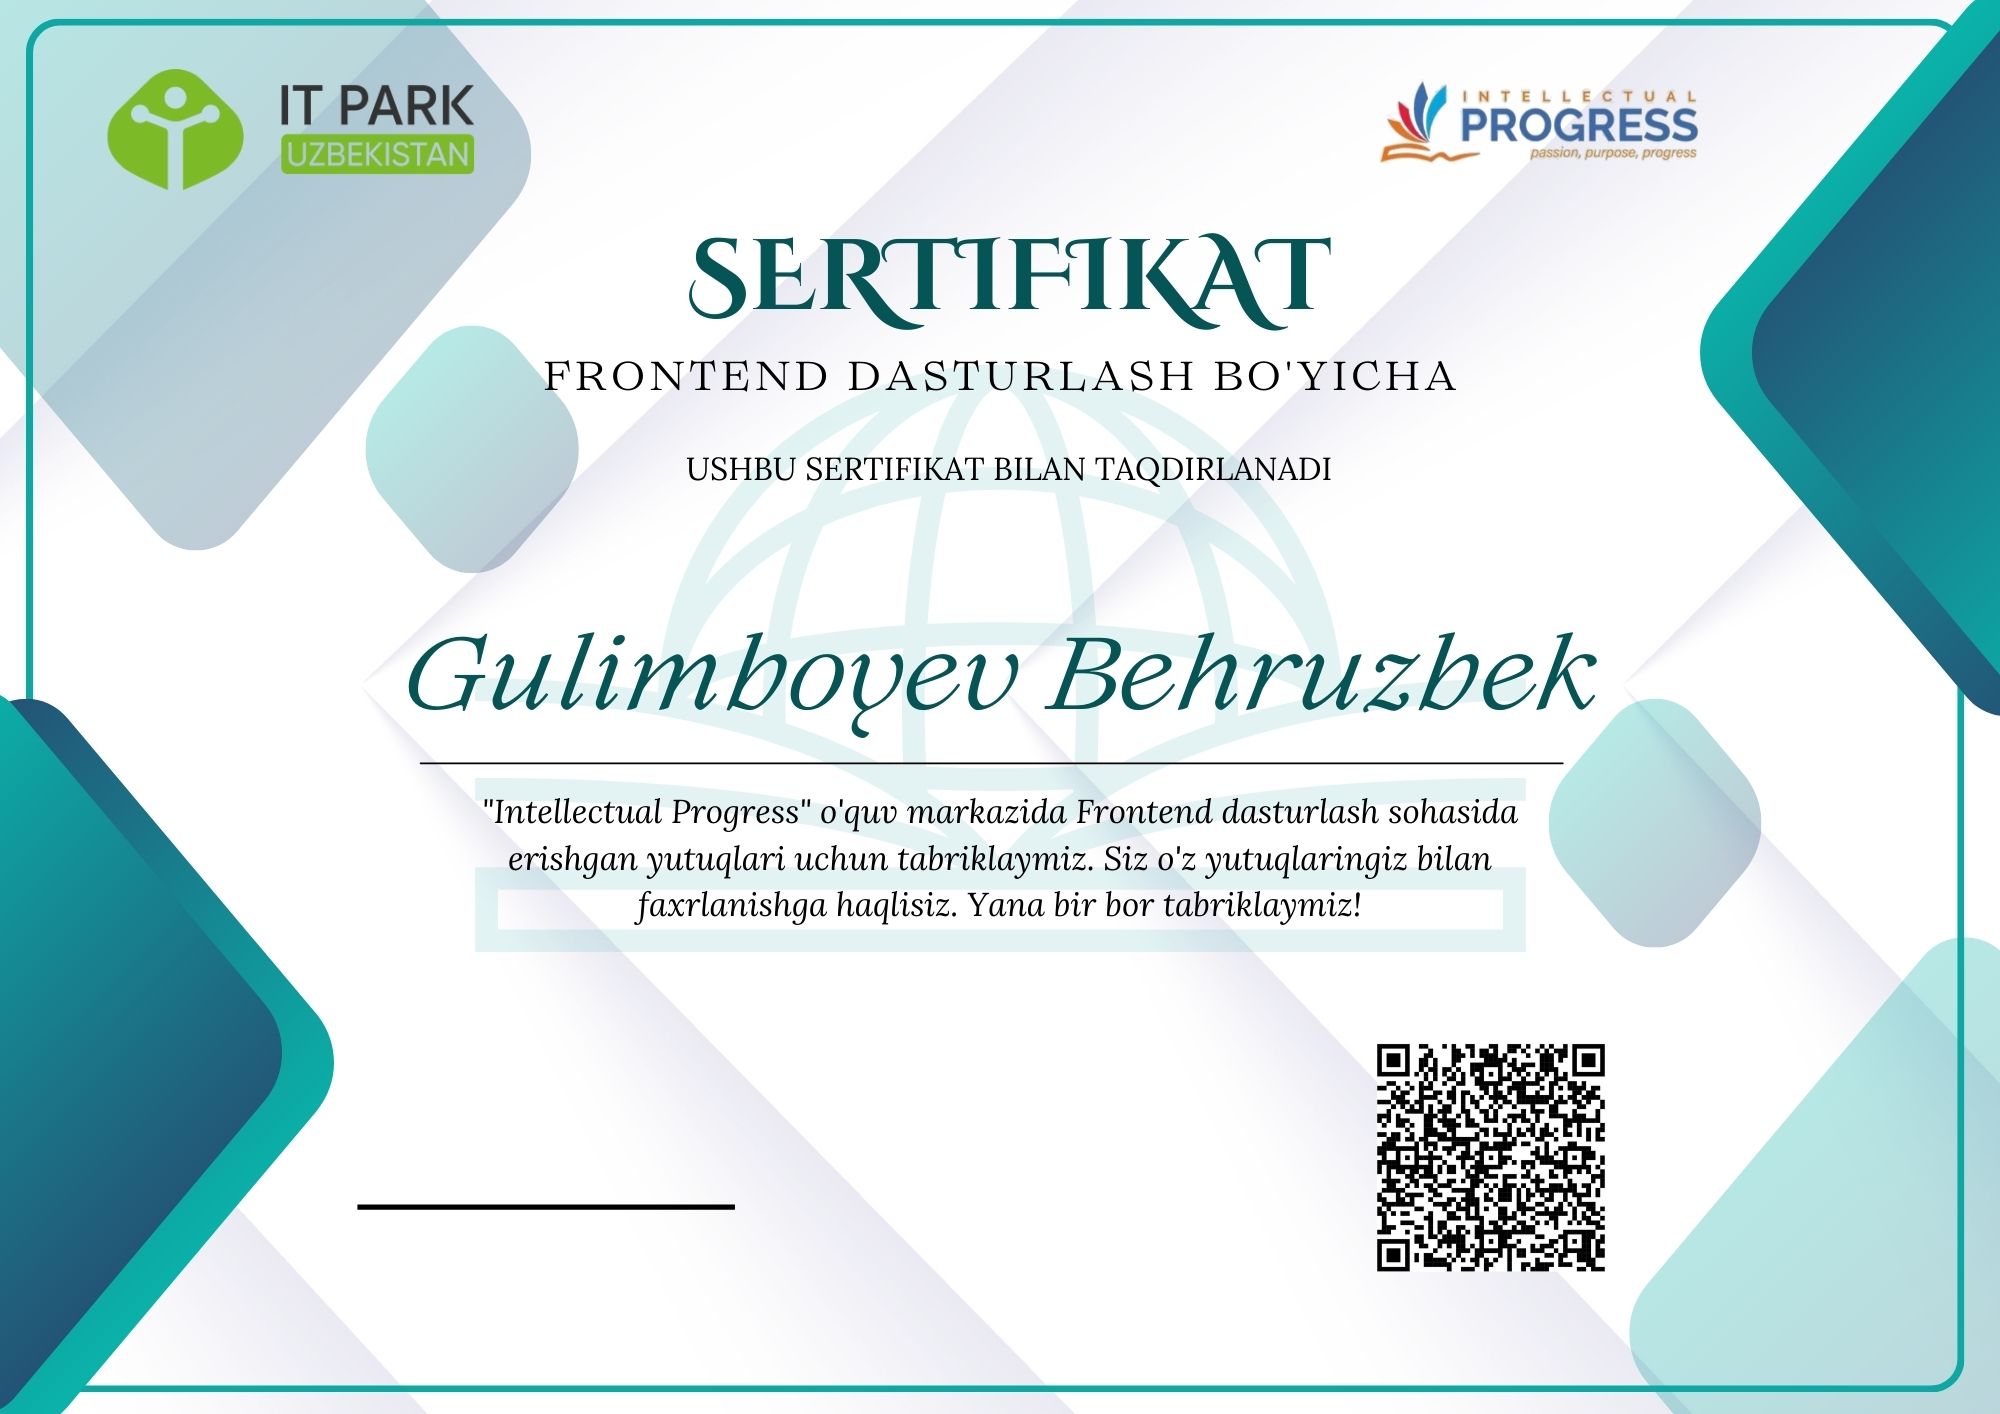 IT PARK
UZBEKISTAN
INTELLECTUAL
PROGRESS
passion, purpose, progress
SERTIFIKAT
FRONTEND DASTURLASH BO'YICHA
USHBU SERTIFIKAT BILAN TAQDIRLANADI
Gulimboyev Behruzbek
"Intellectual Progress" o'quv markazida Frontend dasturlash sohasida
erishgan yutuqlari uchun tabriklaymiz. Siz o'z yutuqlaringiz bilan
faxrlanishga haqlisiz. Yana bir bor tabriklaymiz!